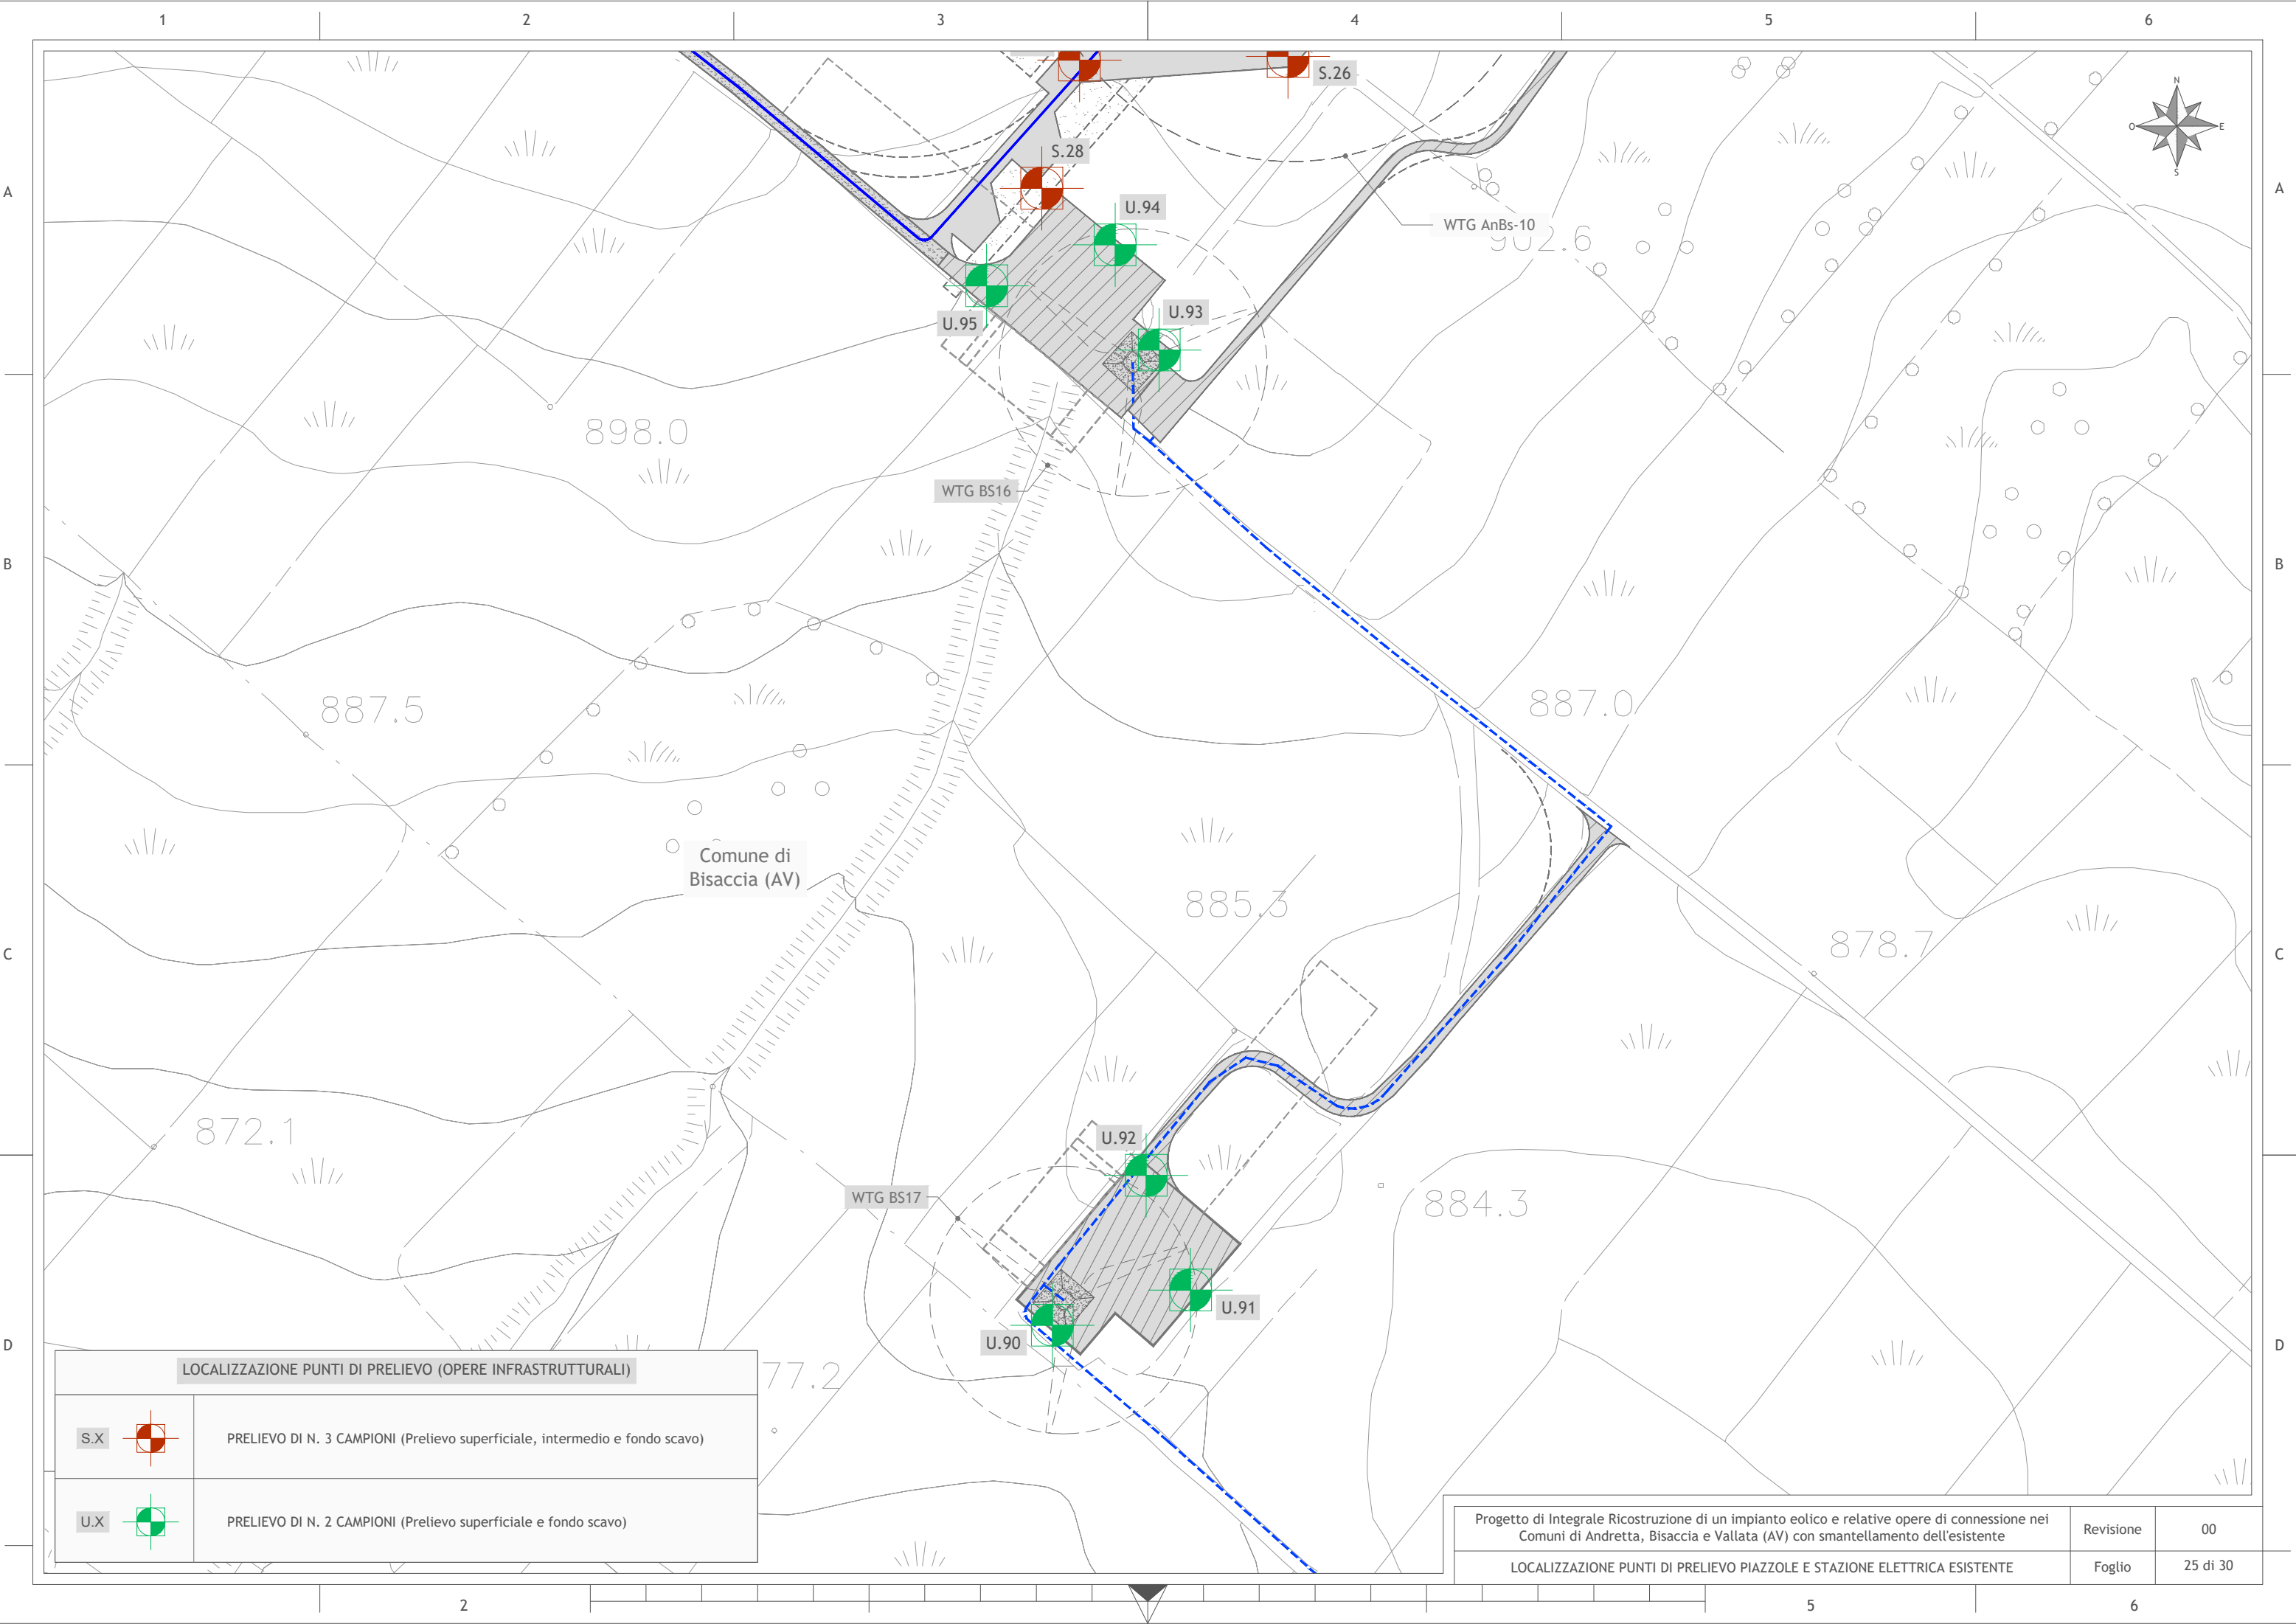 1 2 3 4 5 6
A A
B B
C C
D D
N
O E
S
S.26
S.28
U.94
WTG AnBs-10
902.6
U.93
U.95
898.0
WTG BS16
887.5
887.0
Comune di
Bisaccia (AV)
885.3
878.7
872.1
U.92
WTG BS17
884.3
U.91
U.90
77.2
LOCALIZZAZIONE PUNTI DI PRELIEVO (OPERE INFRASTRUTTURALI)
S.X PRELIEVO DI N. 3 CAMPIONI (Prelievo superficiale, intermedio e fondo scavo)
U.X PRELIEVO DI N. 2 CAMPIONI (Prelievo superficiale e fondo scavo)
Progetto di Integrale Ricostruzione di un impianto eolico e relative opere di connessione nei
Comuni di Andretta, Bisaccia e Vallata (AV) con smantellamento dell'esistente
Revisione 00
LOCALIZZAZIONE PUNTI DI PRELIEVO PIAZZOLE E STAZIONE ELETTRICA ESISTENTE
Foglio 25 di 30
2 5 6